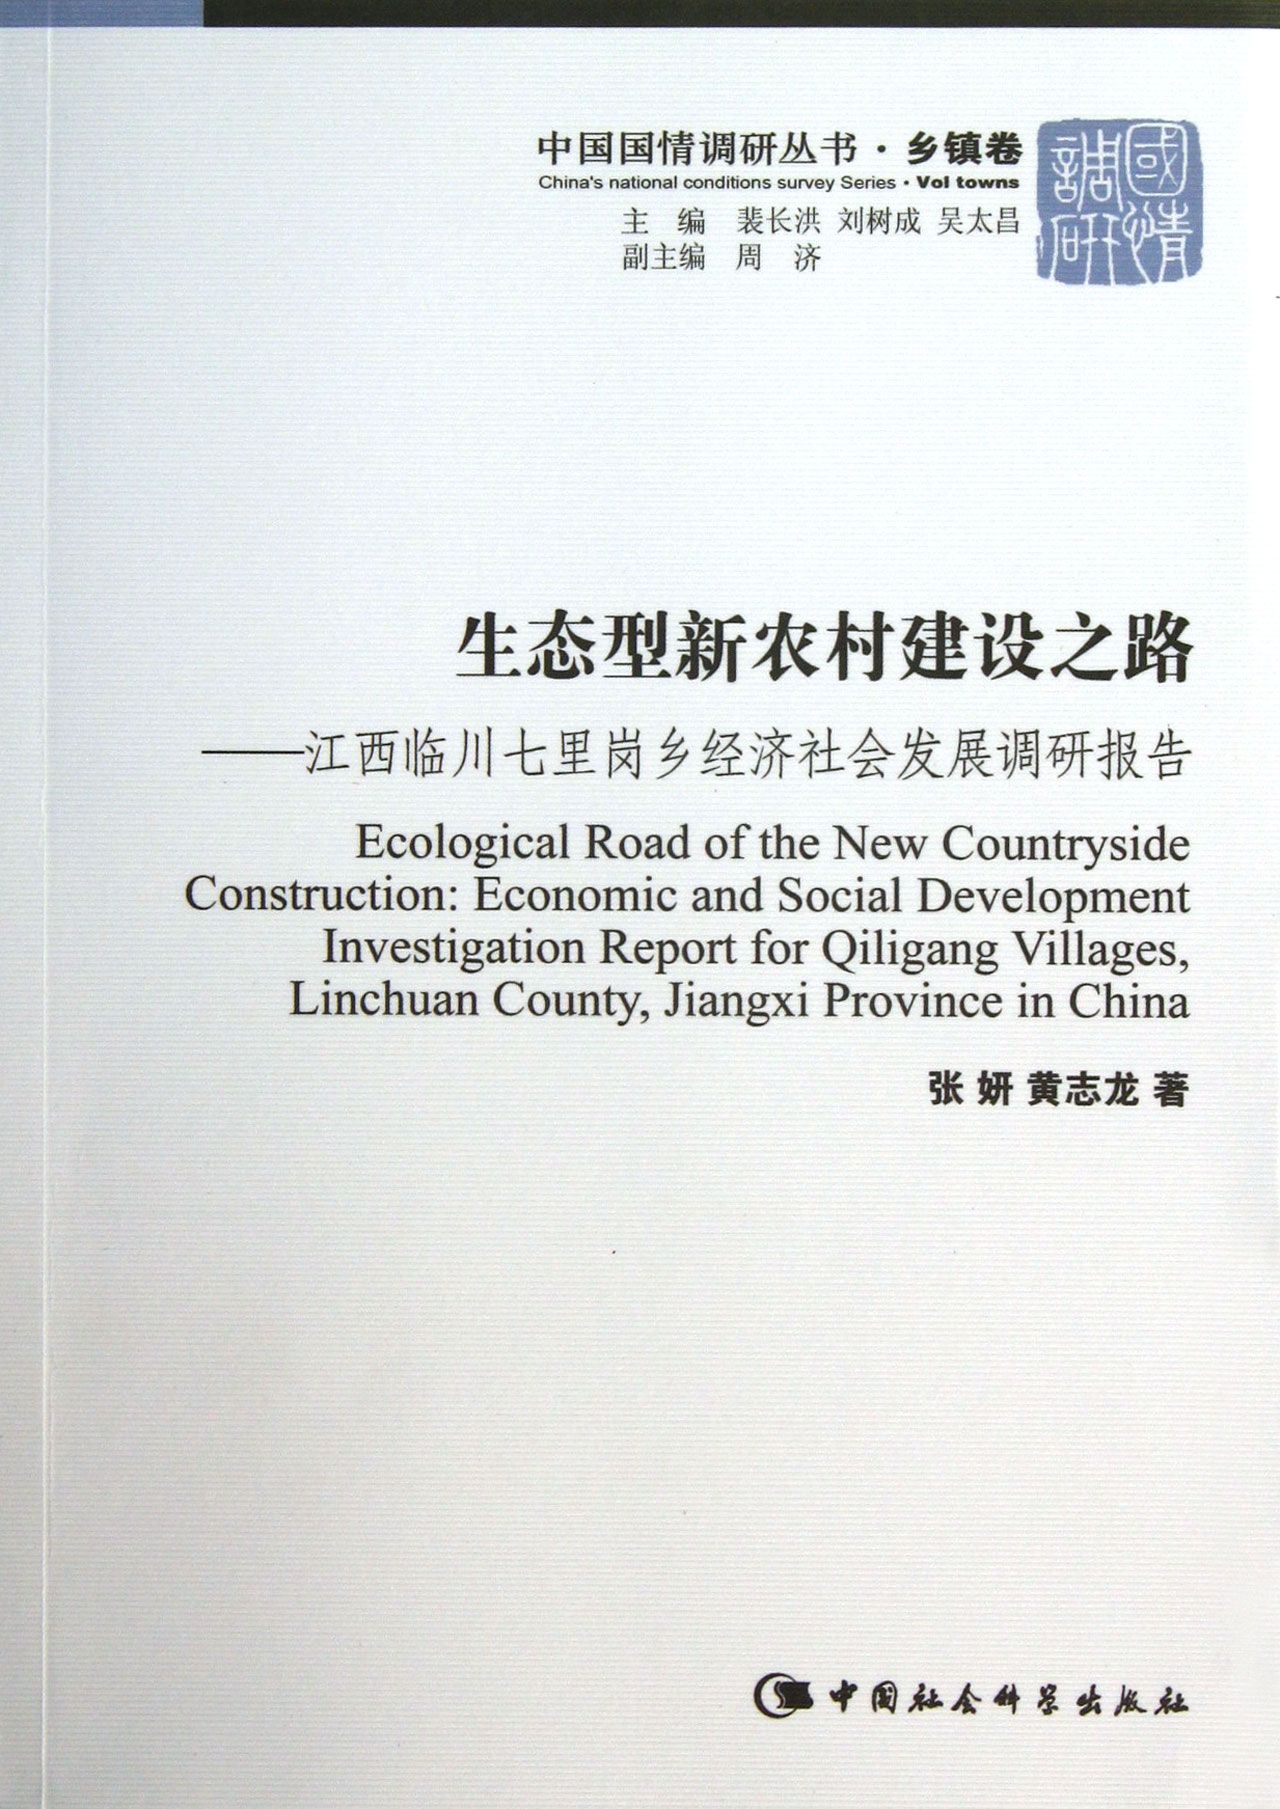 中国国情调研丛书·乡镇卷
China's national conditions survey Series·Vol towns
主 编 裴长洪 刘树成 吴太昌
副主编 周 济
國情調研
生态型新农村建设之路
——江西临川七里岗乡经济社会发展调研报告
Ecological Road of the New Countryside
Construction: Economic and Social Development
Investigation Report for Qiligang Villages,
Linchuan County, Jiangxi Province in China
张 妍 黄志龙 著
中国社会科学出版社